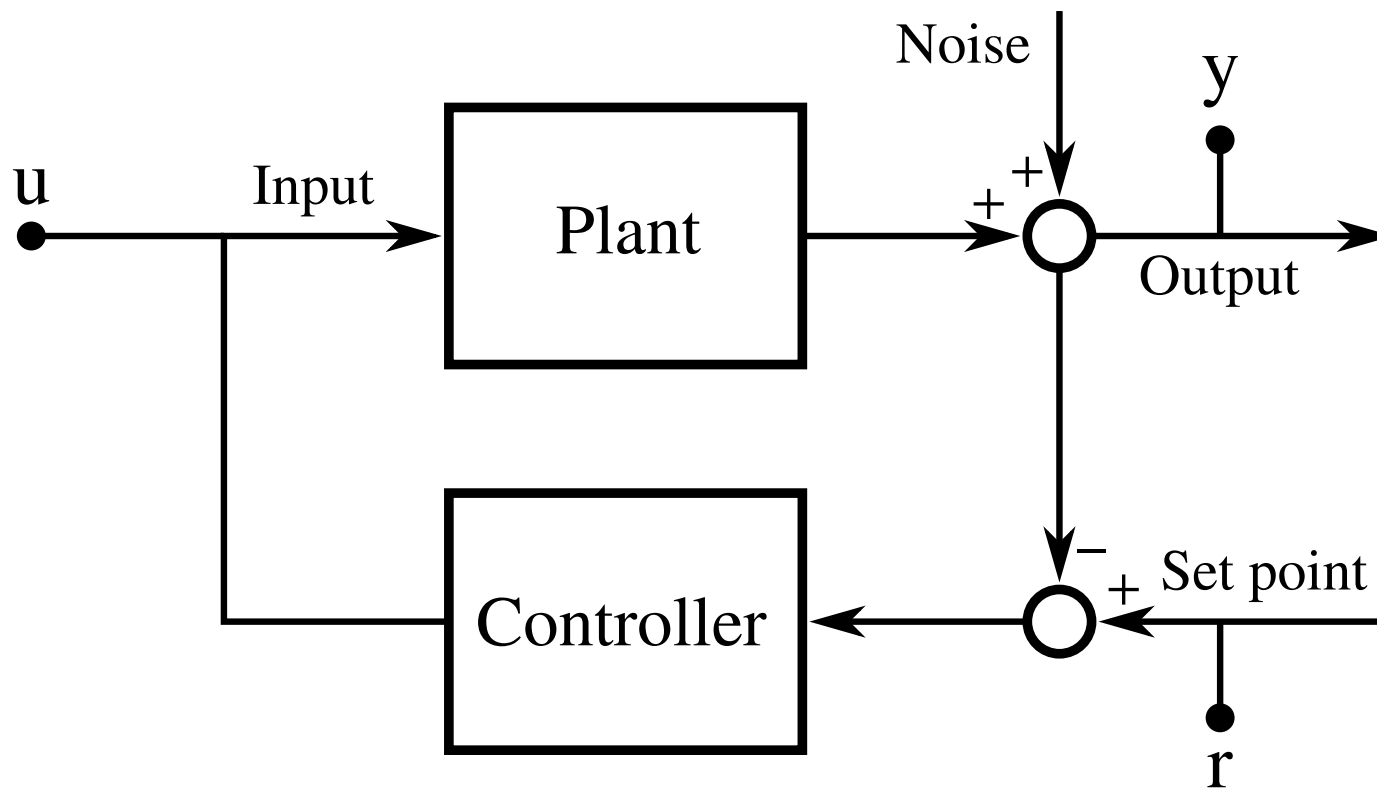 Noise
y
u
Input
+
+
Plant
Output
−
+
Set point
Controller
r